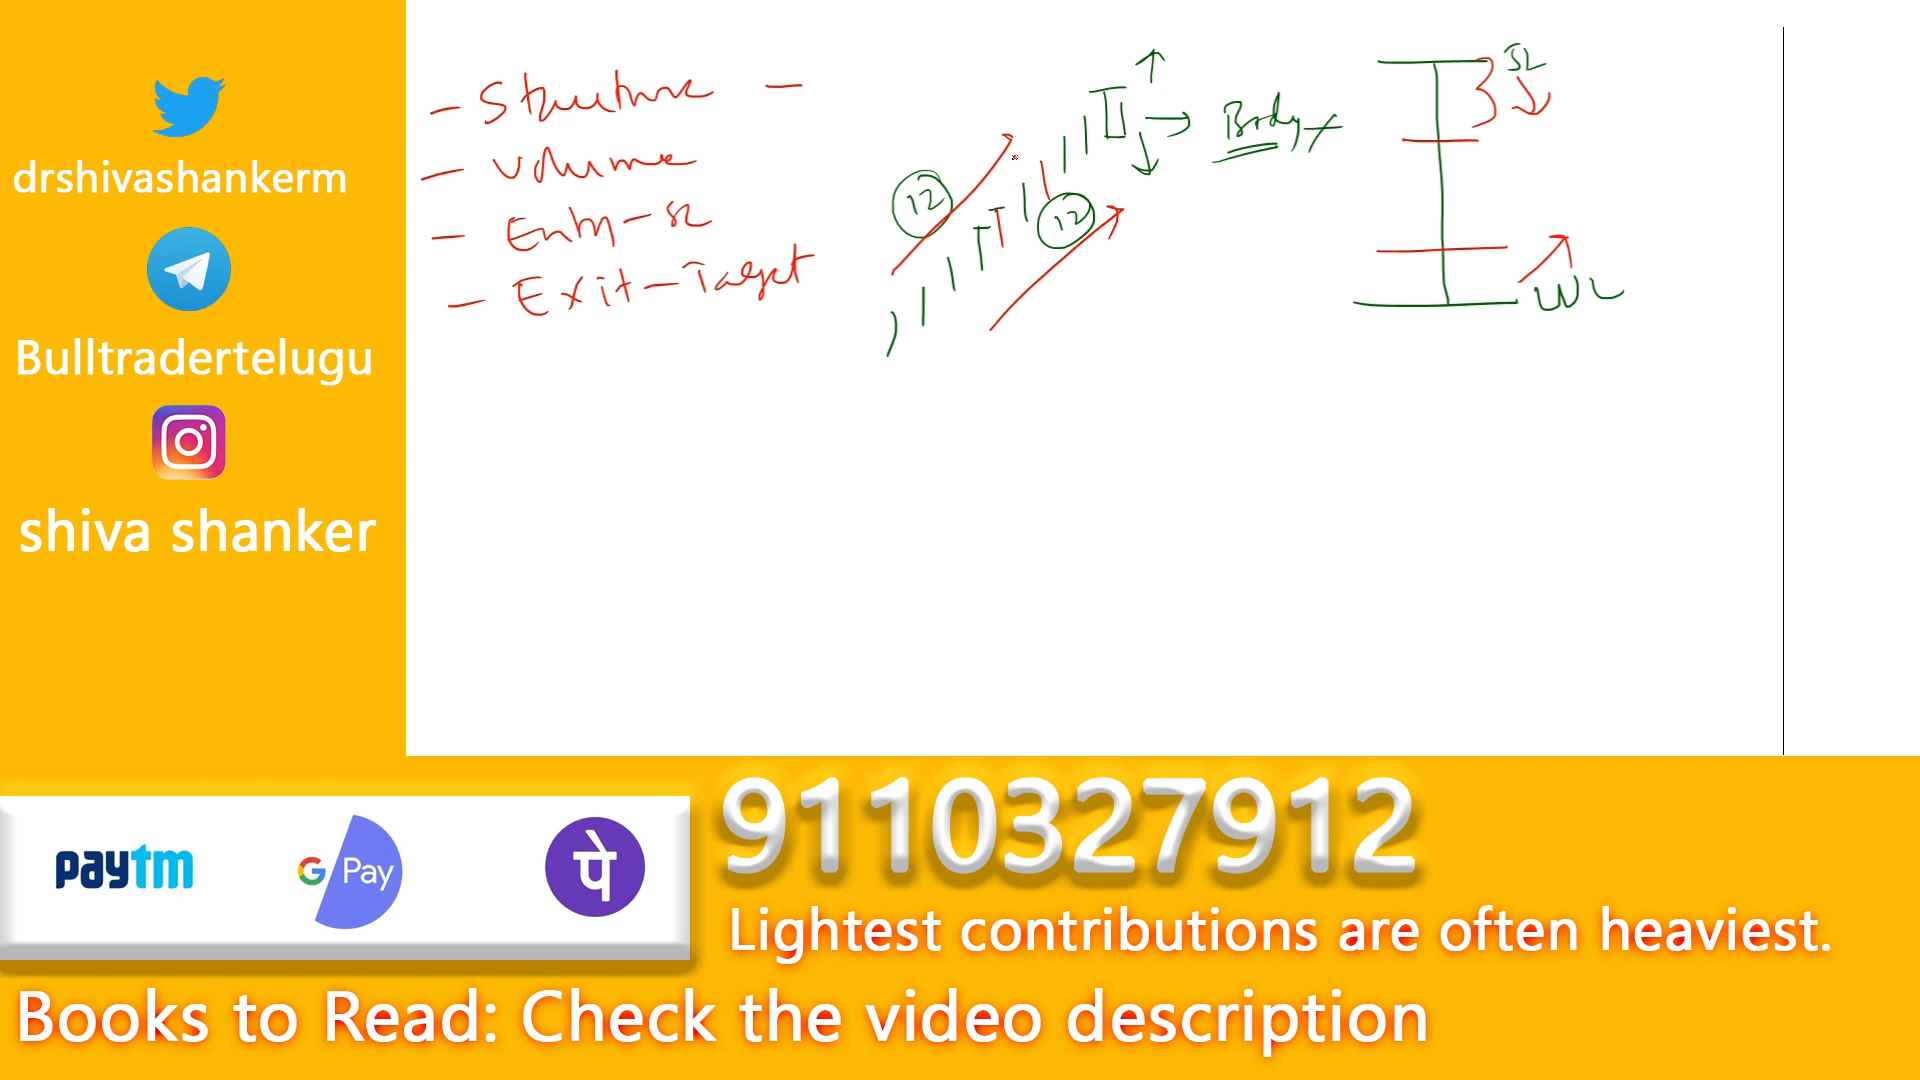 drshivashankerm
Bulltradertelugu
shiva shanker
- Structure -
- Volume
- Entry - SL
- Exit - Target
12
12
Body
SL
paytm
G Pay
पे
9110327912
Lightest contributions are often heaviest.
Books to Read: Check the video description